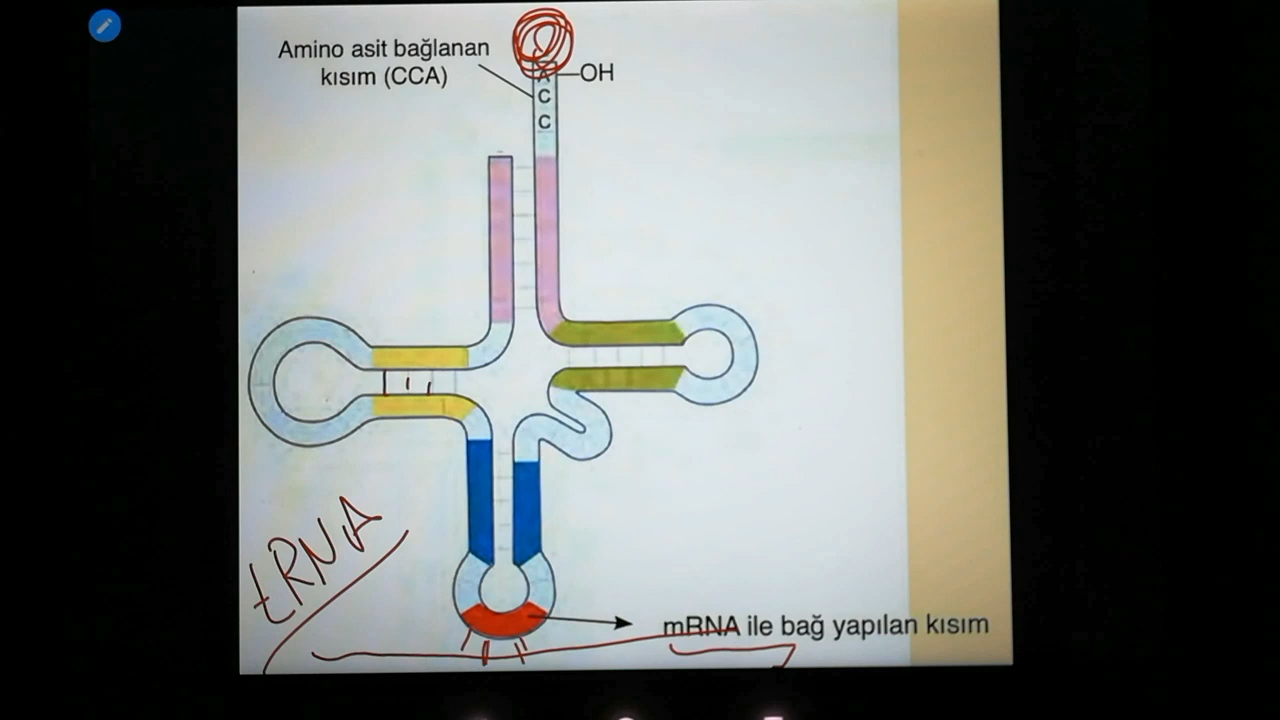 Amino asit bağlanan
kısım (CCA)
A
OH
C
C
tRNA
mRNA ile bağ yapılan kısım